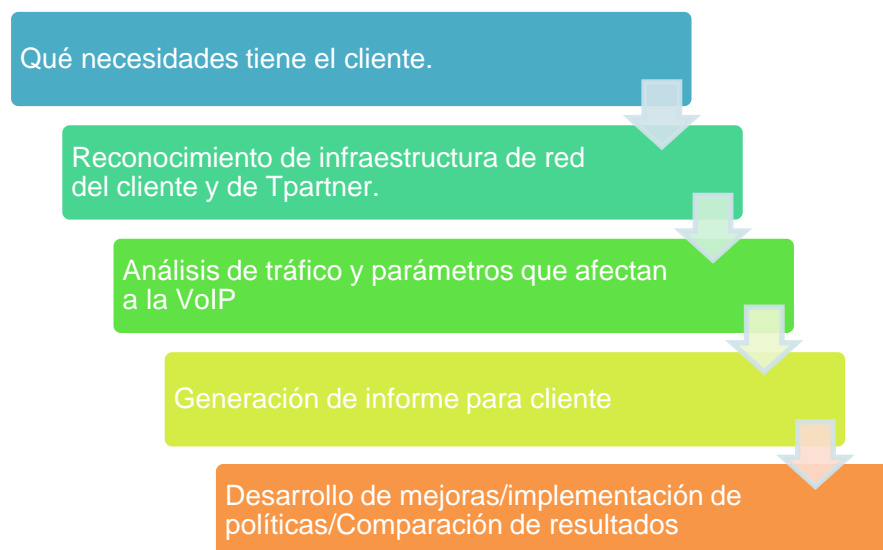 Qué necesidades tiene el cliente.
Reconocimiento de infraestructura de red
del cliente y de Tpartner.
Análisis de tráfico y parámetros que afectan
a la VoIP
Generación de informe para cliente
Desarrollo de mejoras/implementación de
políticas/Comparación de resultados